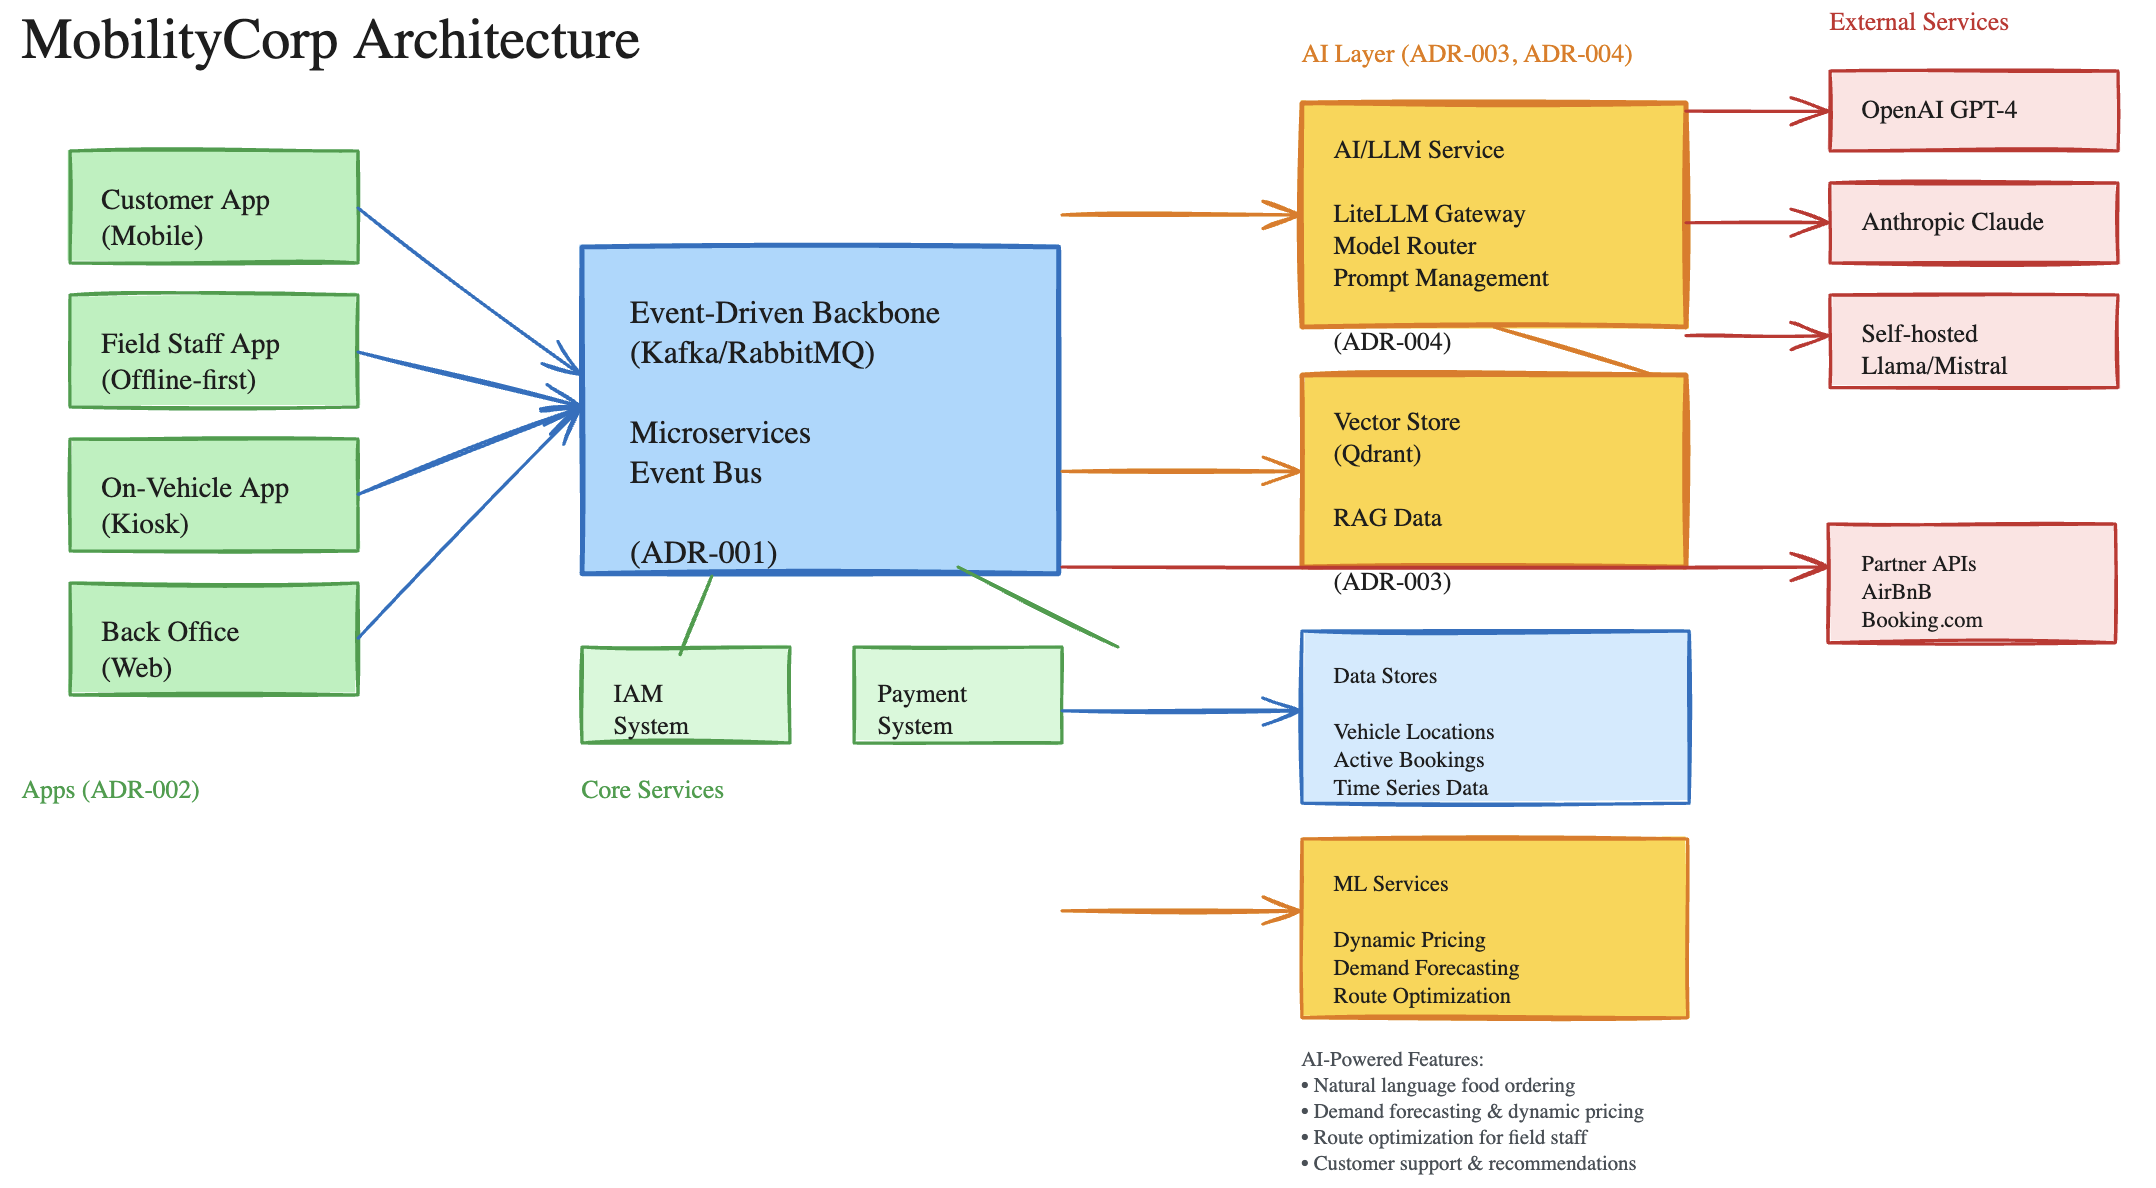 MobilityCorp Architecture
Customer App
(Mobile)
Field Staff App
(Offline-first)
On-Vehicle App
(Kiosk)
Back Office
(Web)
Apps (ADR-002)
Event-Driven Backbone
(Kafka/RabbitMQ)
Microservices
Event Bus
(ADR-001)
IAM
System
Payment
System
Core Services
AI Layer (ADR-003, ADR-004)
AI/LLM Service
LiteLLM Gateway
Model Router
Prompt Management
(ADR-004)
Vector Store
(Qdrant)
RAG Data
(ADR-003)
Data Stores
Vehicle Locations
Active Bookings
Time Series Data
ML Services
Dynamic Pricing
Demand Forecasting
Route Optimization
AI-Powered Features:
• Natural language food ordering
• Demand forecasting & dynamic pricing
• Route optimization for field staff
• Customer support & recommendations
External Services
OpenAI GPT-4
Anthropic Claude
Self-hosted
Llama/Mistral
Partner APIs
AirBnB
Booking.com